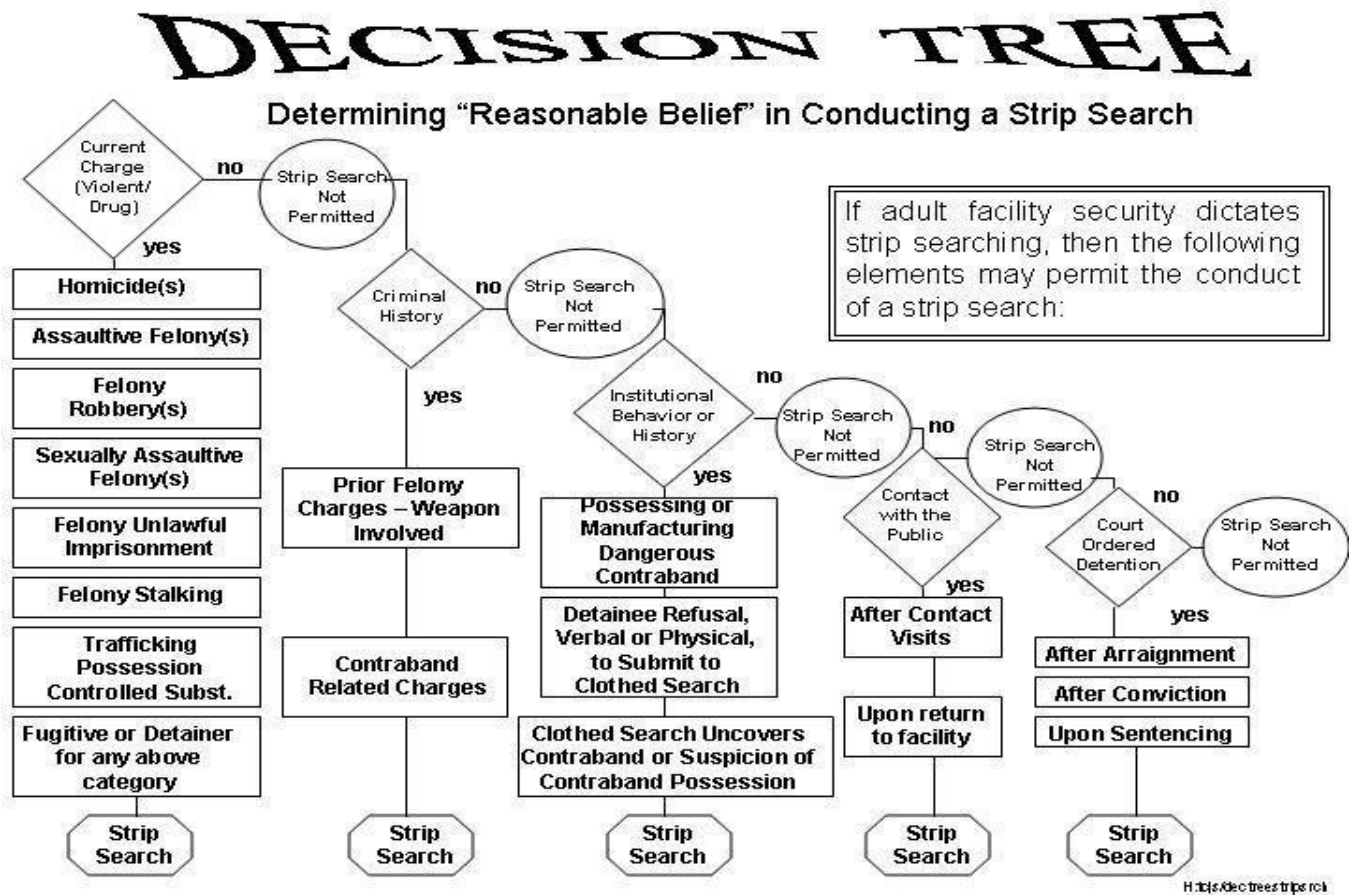 DECISION TREE
Determining “Reasonable Belief” in Conducting a Strip Search
If adult facility security dictates
strip searching, then the following
elements may permit the conduct
of a strip search:
Current
Charge
(Violent/
Drug)
no
Strip Search
Not
Permitted
yes
Homicide(s)
Assaultive Felony(s)
Felony
Robbery(s)
Sexually Assaultive
Felony(s)
Felony Unlawful
Imprisonment
Felony Stalking
Trafficking
Possession
Controlled Subst.
Fugitive or Detainer
for any above
category
Strip
Search
Criminal
History
no
Strip Search
Not
Permitted
yes
Prior Felony
Charges – Weapon
Involved
Contraband
Related Charges
Strip
Search
Institutional
Behavior or
History
no
Strip Search
Not
Permitted
yes
Possessing or
Manufacturing
Dangerous
Contraband
Detainee Refusal,
Verbal or Physical,
to Submit to
Clothed Search
Clothed Search Uncovers
Contraband or Suspicion of
Contraband Possession
Strip
Search
Contact
with the
Public
no
Strip Search
Not
Permitted
yes
After Contact
Visits
Upon return
to facility
Strip
Search
Court
Ordered
Detention
no
Strip Search
Not
Permitted
yes
After Arraignment
After Conviction
Upon Sentencing
Strip
Search